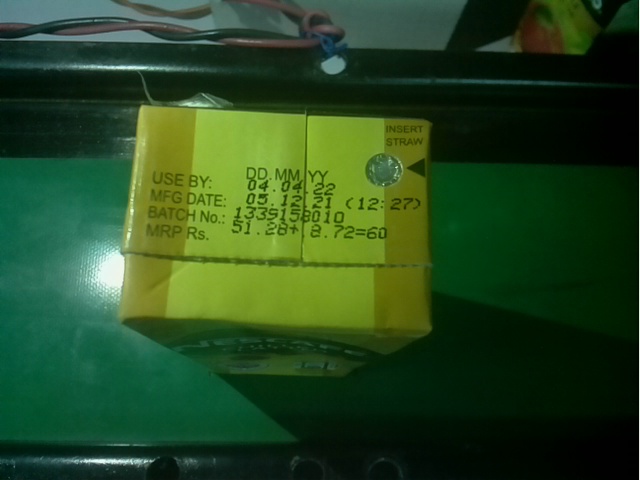 INSERT
STRAW
DD.MM.YY
USE BY: 04.04.22
MFG DATE: 05.12.21 (12:27)
BATCH No.: 1339158010
MRP Rs. 51.28+ 8.72=60
NESCAFE